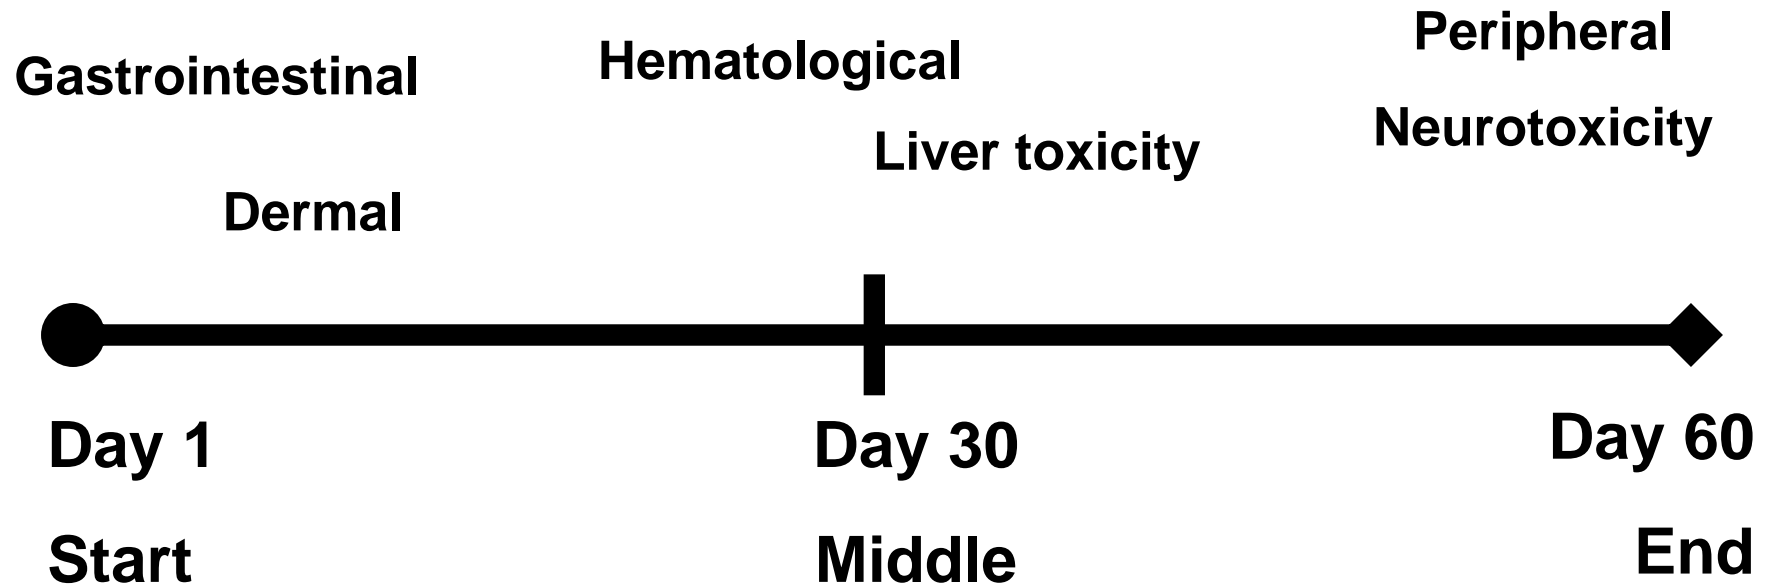 Gastrointestinal
Dermal
Hematological
Liver toxicity
Peripheral
Neurotoxicity
Day 1
Start
Day 30
Middle
Day 60
End